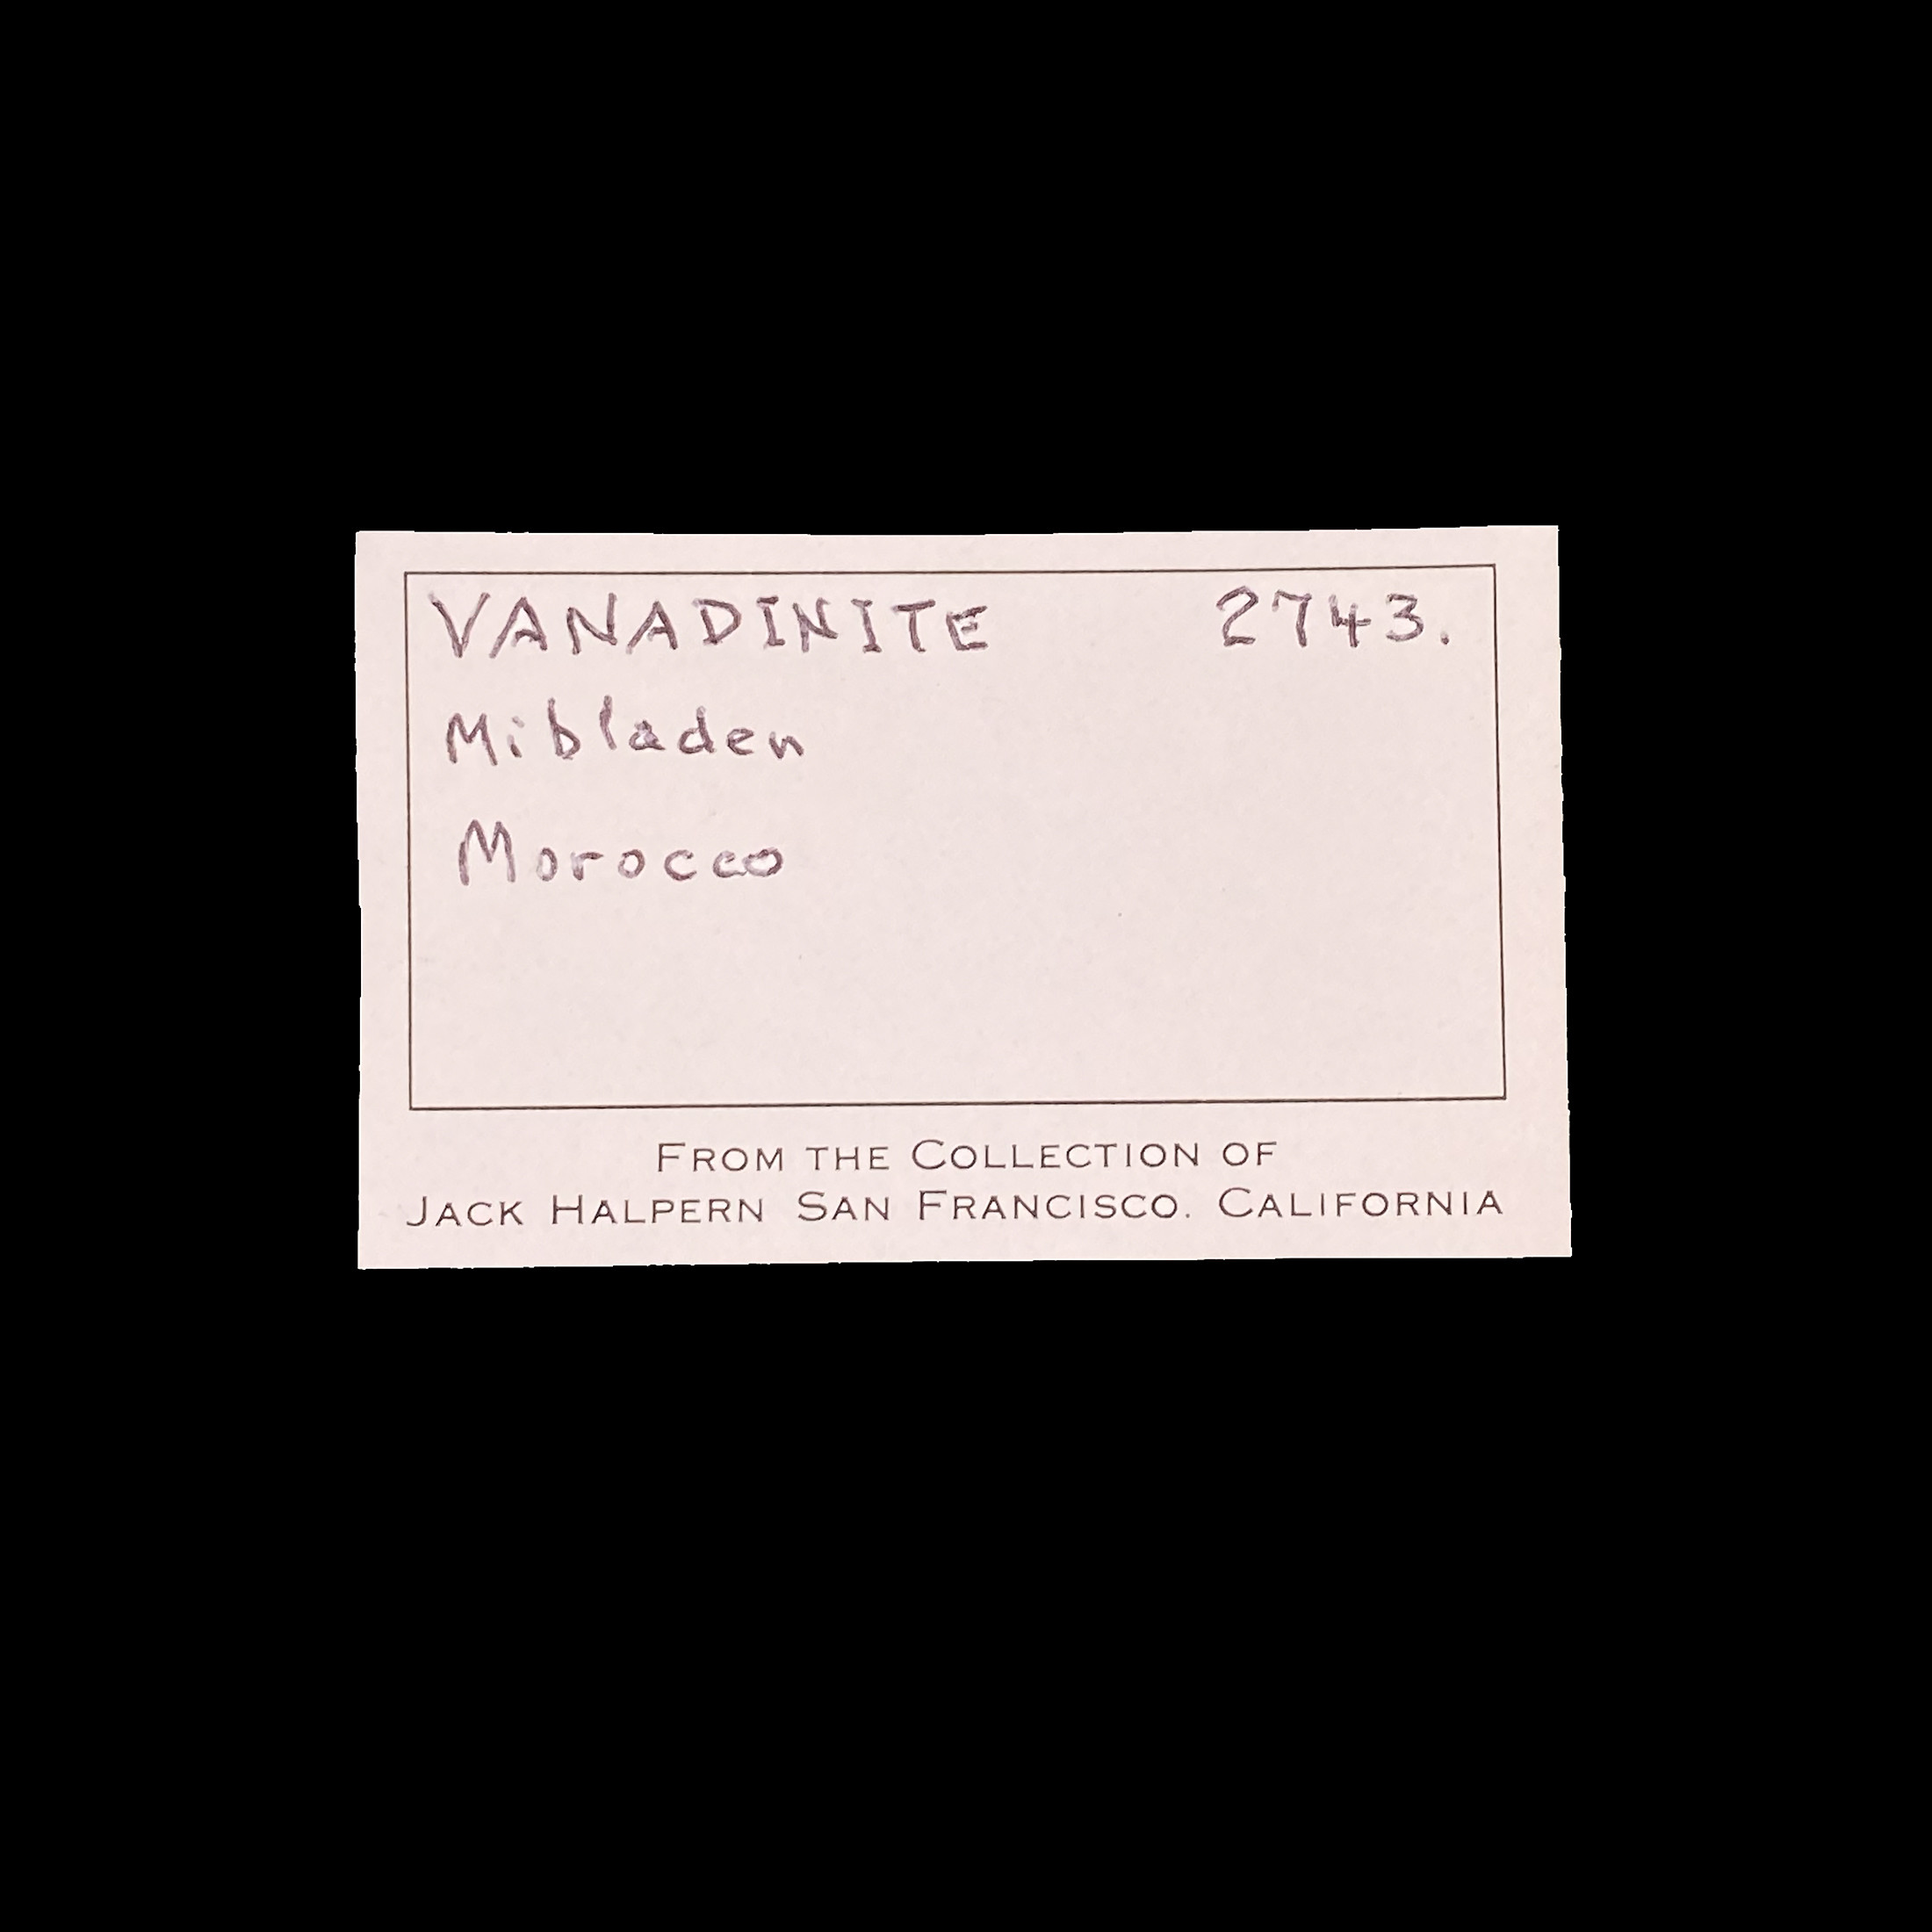 VANADINITE 2743.
Mibladen
Morocco
FROM THE COLLECTION OF
JACK HALPERN SAN FRANCISCO. CALIFORNIA